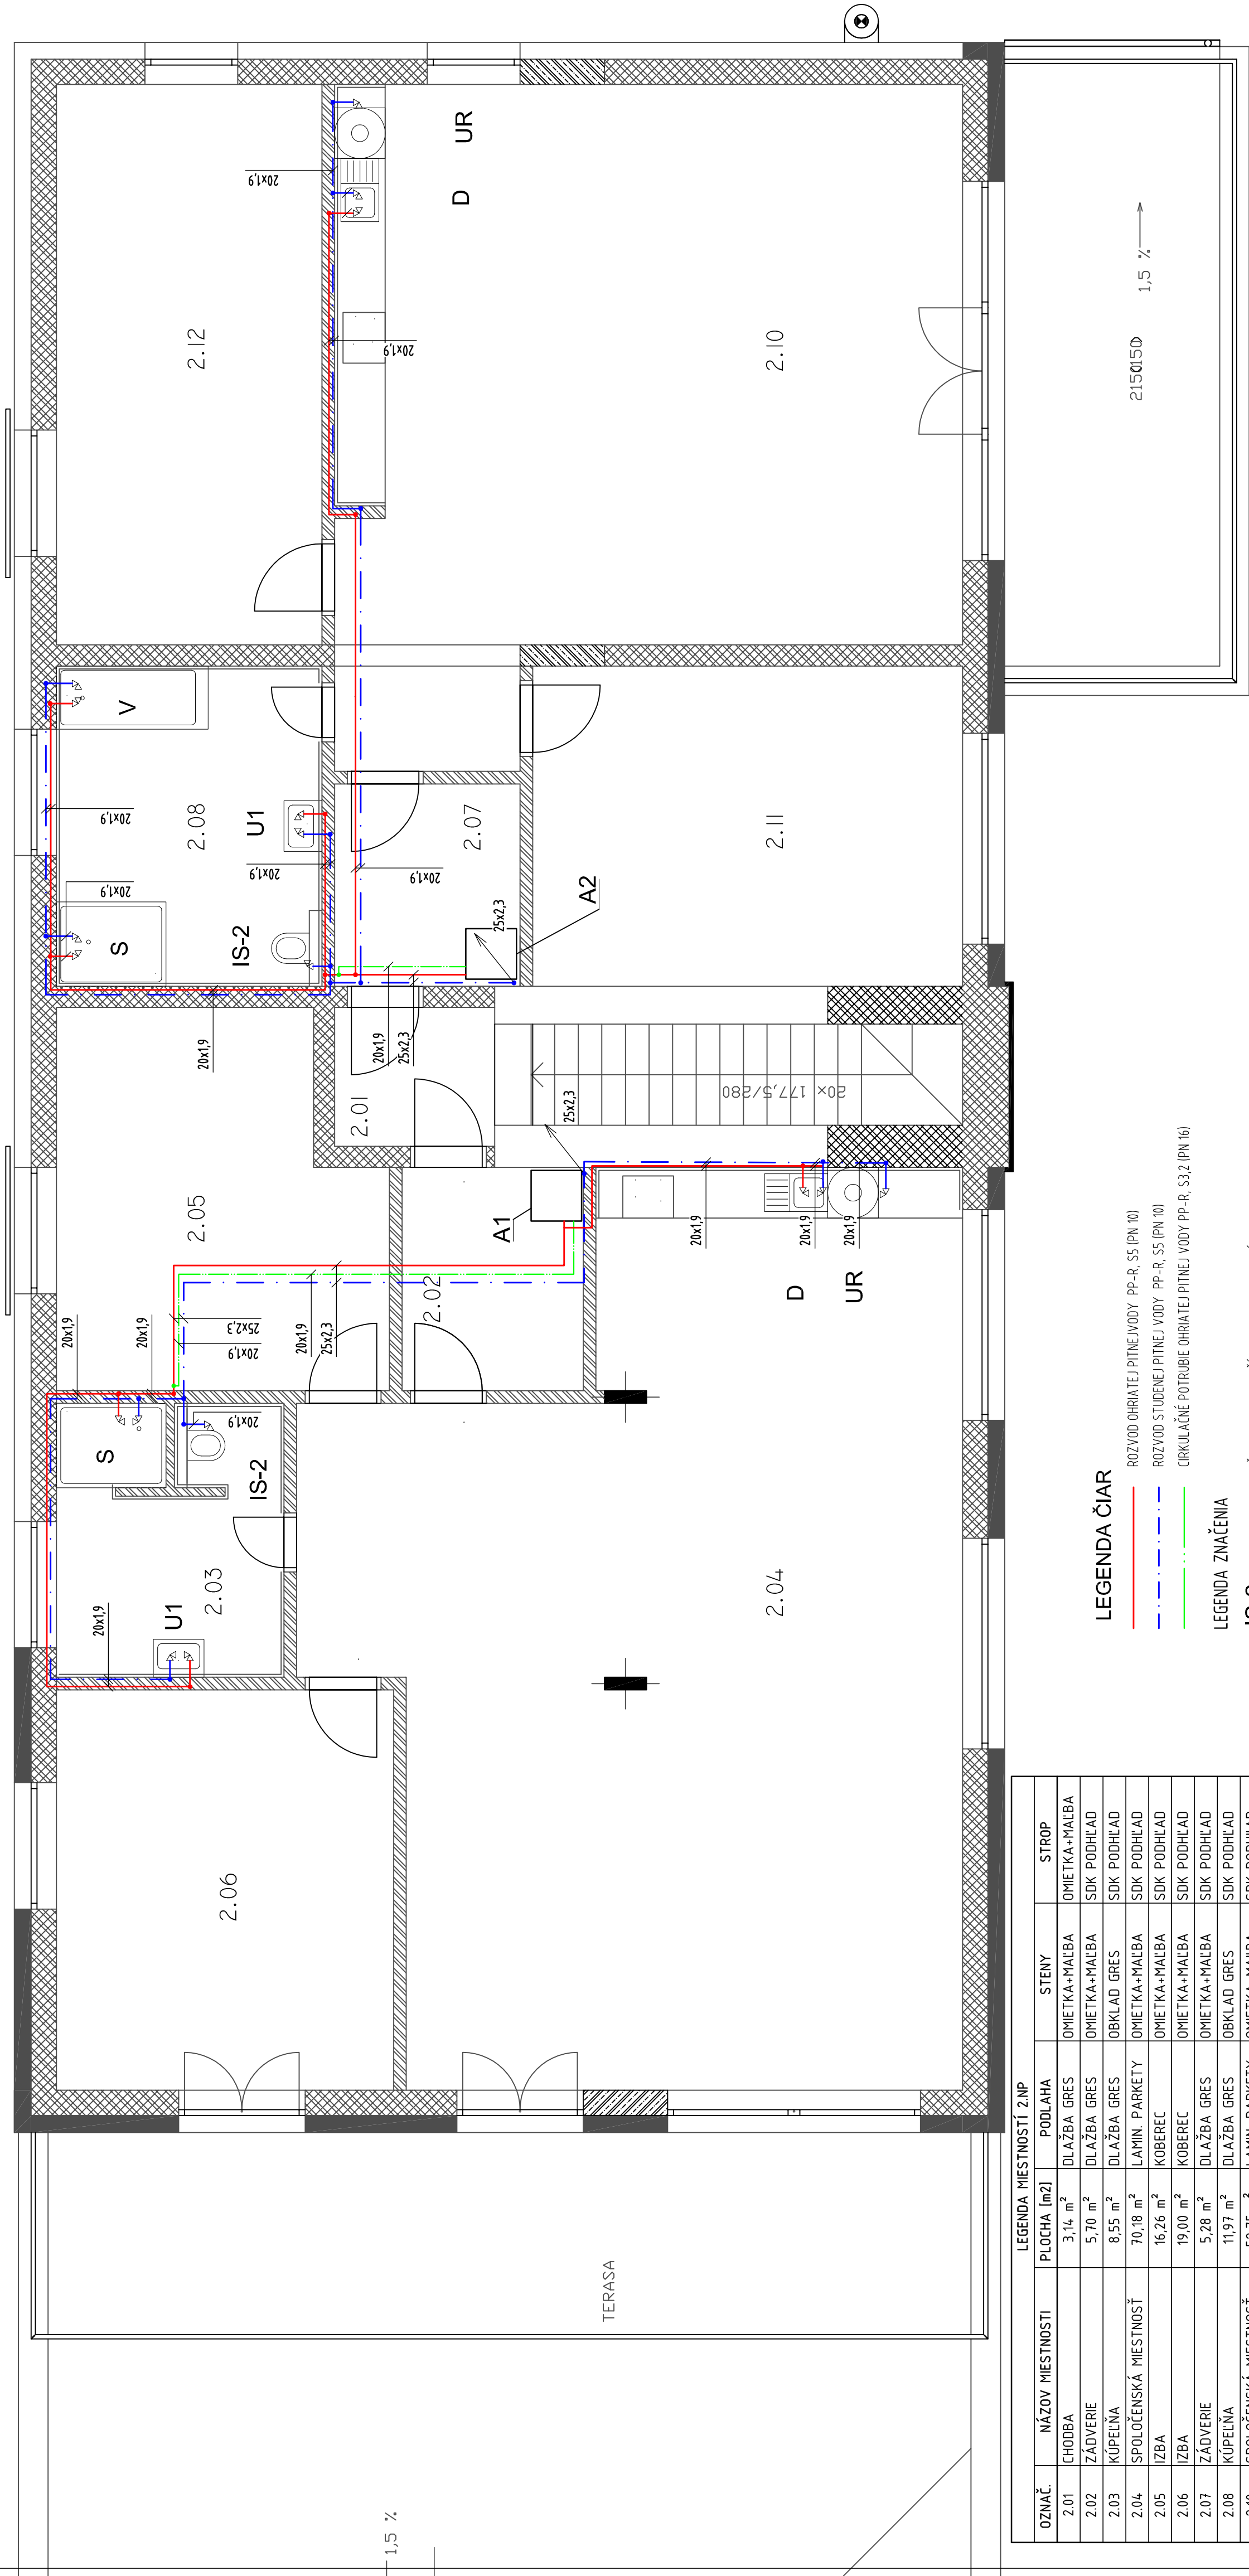 2.12
2.10
2.08
2.07
2.11
2.01
2.05
2.02
2.03
2.04
2.06
D
UR
V
U1
S
IS-2
A2
A1
D
UR
S
IS-2
U1
20x1,9
20x1,9
20x1,9
20x1,9
20x1,9
20x1,9
25x2,3
20x1,9
20x1,9
25x2,3
25x2,3
20x1,9
20x1,9
20x1,9
20x1,9
20x1,9
25x2,3
20x1,9
20x1,9
25x2,3
20x1,9
20x1,9
20x 177,5/280
1,5 %
TERASA
1,5 %
LEGENDA ČIAR
ROZVOD OHRIATEJ PITNEJVODY PP-R, S5 (PN 10)
ROZVOD STUDENEJ PITNEJ VODY PP-R, S5 (PN 10)
CIRKULAČNÉ POTRUBIE OHRIATEJ PITNEJ VODY PP-R, S3,2 (PN 16)
LEGENDA ZNAČENIA
LEGENDA MIESTNOSTÍ 2.NP
OZNAČ. NÁZOV MIESTNOSTI PLOCHA [m2] PODLAHA STENY STROP
2.01 CHODBA 3,14 m² DLAŽBA GRES OMIETKA+MAĽBA OMIETKA+MAĽBA
2.02 ZÁDVERIE 5,70 m² DLAŽBA GRES OMIETKA+MAĽBA SDK PODHĽAD
2.03 KÚPEĽŇA 8,55 m² DLAŽBA GRES OBKLAD GRES SDK PODHĽAD
2.04 SPOLOČENSKÁ MIESTNOSŤ 70,18 m² LAMIN. PARKETY OMIETKA+MAĽBA SDK PODHĽAD
2.05 IZBA 16,26 m² KOBEREC OMIETKA+MAĽBA SDK PODHĽAD
2.06 IZBA 19,00 m² KOBEREC OMIETKA+MAĽBA SDK PODHĽAD
2.07 ZÁDVERIE 5,28 m² DLAŽBA GRES OMIETKA+MAĽBA SDK PODHĽAD
2.08 KÚPEĽŇA 11,97 m² DLAŽBA GRES OBKLAD GRES SDK PODHĽAD